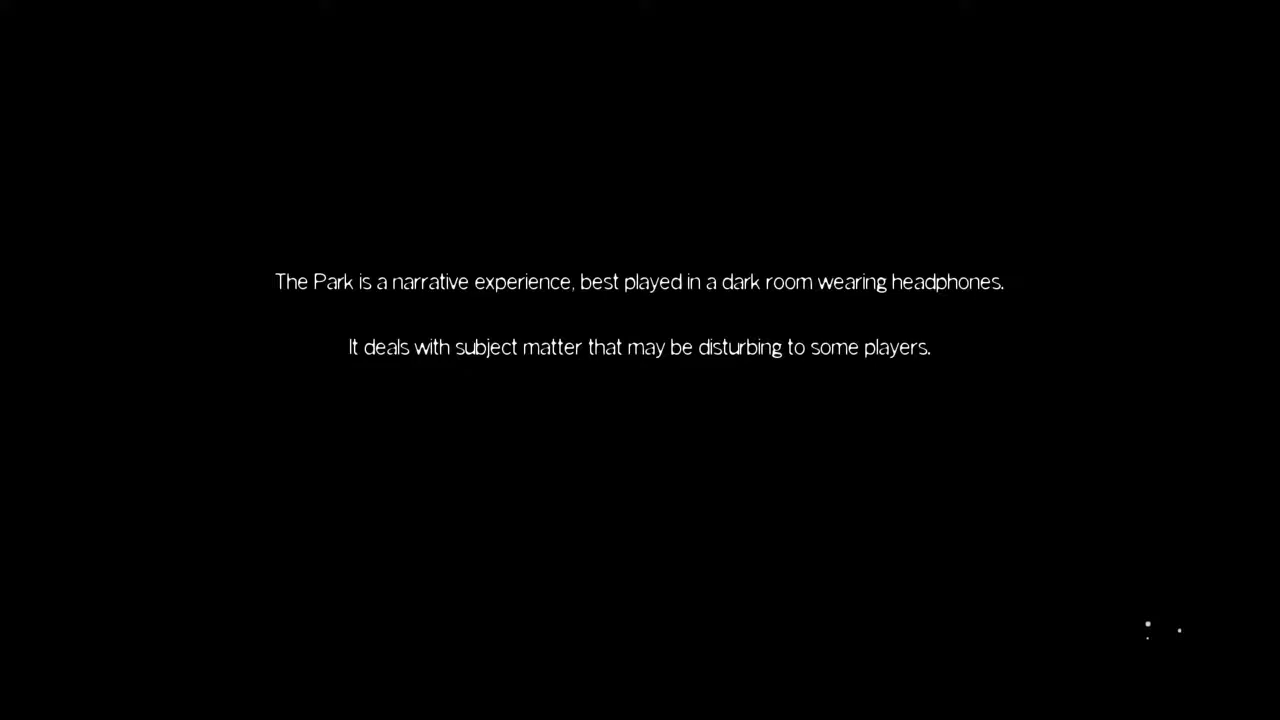 The Park is a narrative experience, best played in a dark room wearing headphones.
It deals with subject matter that may be disturbing to some players.